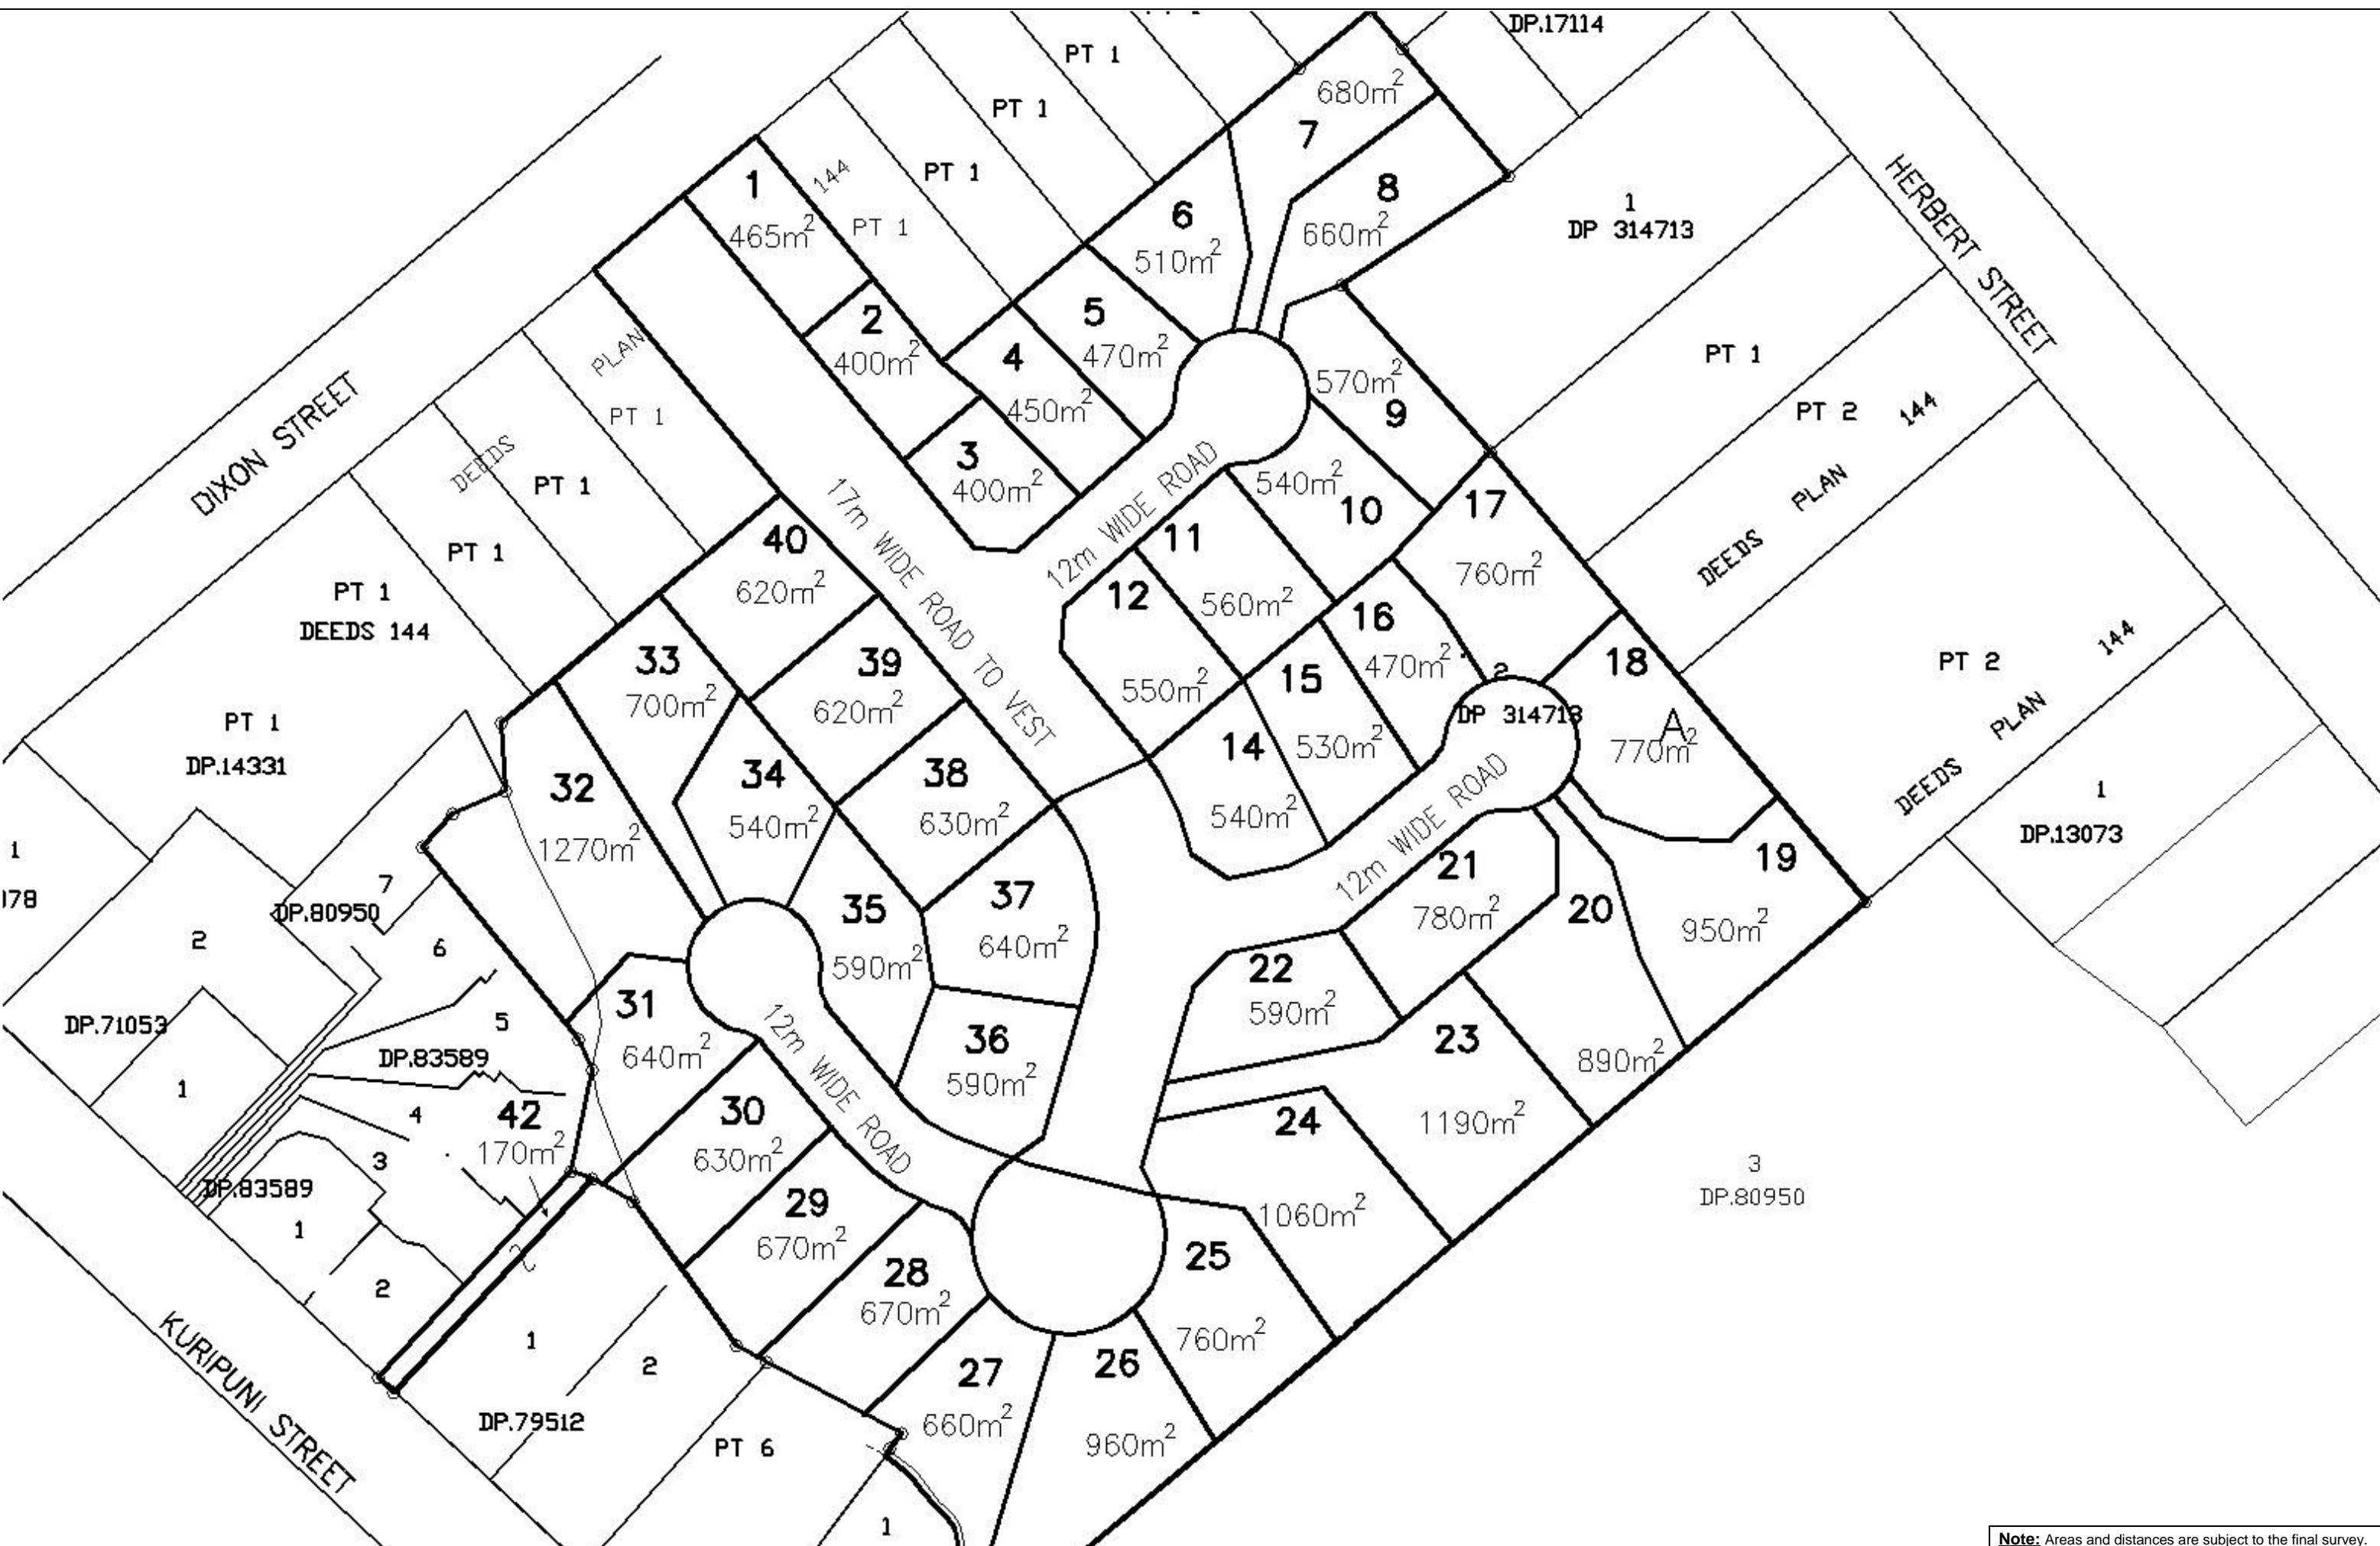 DP.17114
PT 1
680m²
7
PT 1
1
144
PT 1
8
1
DP 314713
HERBERT STREET
465m²
PT 1
6
660m²
510m²
5
2
PLAN
470m²
4
400m²
570m²
9
PT 1
PT 2
144
DIXON STREET
PT 1
450m²
DEEDS
PT 1
3
400m²
540m²
10
17
DEEDS PLAN
PT 1
40
17m WIDE ROAD TO VEST
12m WIDE ROAD
11
PT 1
DEEDS 144
620m²
12
560m²
760m²
16
33
700m²
39
620m²
550m²
15
470m²
2
DP 314713
18
A
770m²
PT 2
144
DEEDS PLAN
PT 1
DP.14331
32
1270m²
34
540m²
38
630m²
14
540m²
530m²
12m WIDE ROAD
1
DP.13073
1
178
7
DP.80950
2
6
35
590m²
37
640m²
21
780m²
20
19
950m²
22
590m²
DP.71053
1
5
DP.83589
31
640m²
12m WIDE ROAD
36
590m²
23
890m²
1190m²
4
42
170m²
30
630m²
24
1060m²
3
DP.83589
1
2
29
670m²
25
760m²
3
DP.80950
28
670m²
KURIPUNI STREET
1
2
DP.79512
27
660m²
26
960m²
PT 6
1
Note: Areas and distances are subject to the final survey.